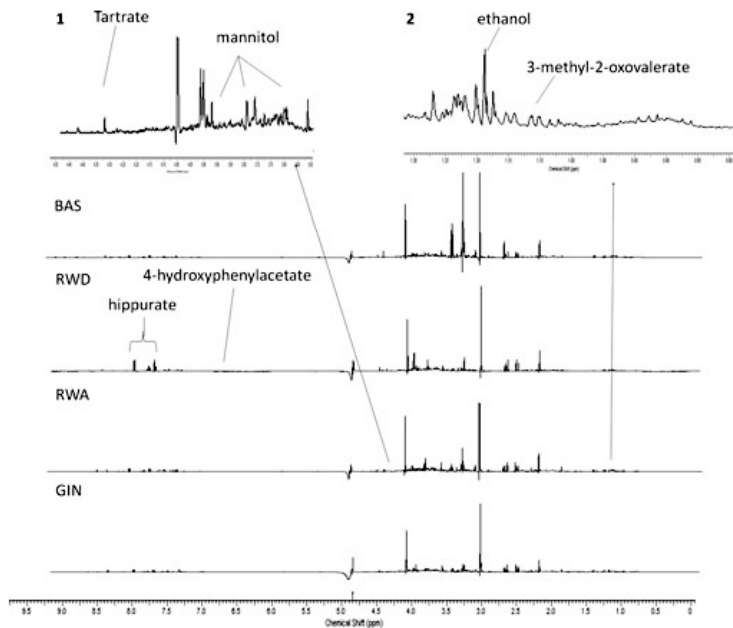 1
2
Tartrate
mannitol
ethanol
3-methyl-2-oxovalerate
BAS
RWD
4-hydroxyphenylacetate
hippurate
RWA
GIN
9.5 9.0 8.5 8.0 7.5 7.0 6.5 6.0 5.5 5.0 4.5 4.0 3.5 3.0 2.5 2.0 1.5 1.0 0.5 0
Chemical Shift (ppm)